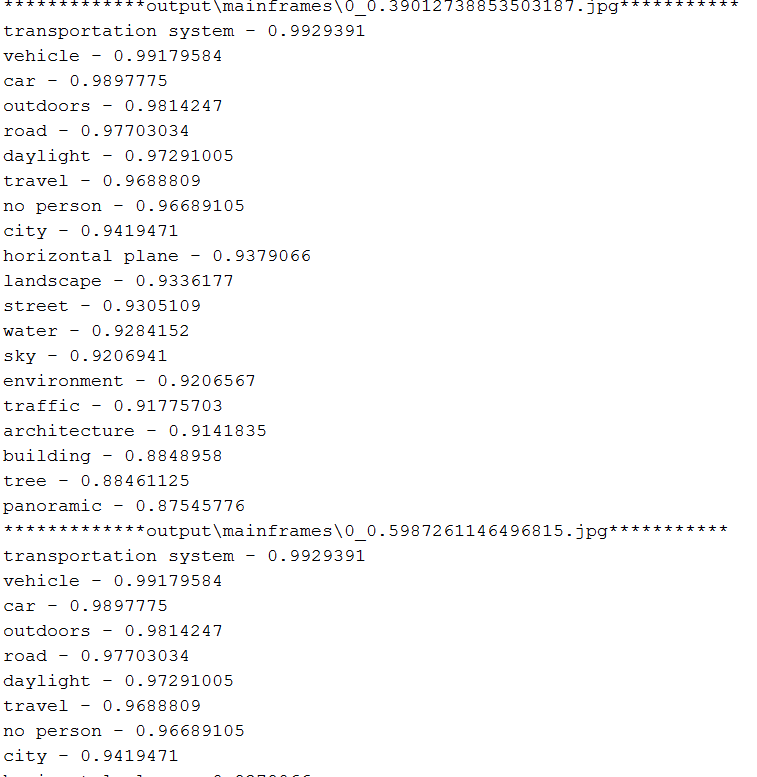 *************output\mainframes\0_0.39012738853503187.jpg***********
transportation system - 0.9929391
vehicle - 0.99179584
car - 0.9897775
outdoors - 0.9814247
road - 0.97703034
daylight - 0.97291005
travel - 0.9688809
no person - 0.96689105
city - 0.9419471
horizontal plane - 0.9379066
landscape - 0.9336177
street - 0.9305109
water - 0.9284152
sky - 0.9206941
environment - 0.9206567
traffic - 0.91775703
architecture - 0.9141835
building - 0.8848958
tree - 0.88461125
panoramic - 0.87545776
*************output\mainframes\0_0.5987261146496815.jpg***********
transportation system - 0.9929391
vehicle - 0.99179584
car - 0.9897775
outdoors - 0.9814247
road - 0.97703034
daylight - 0.97291005
travel - 0.9688809
no person - 0.96689105
city - 0.9419471